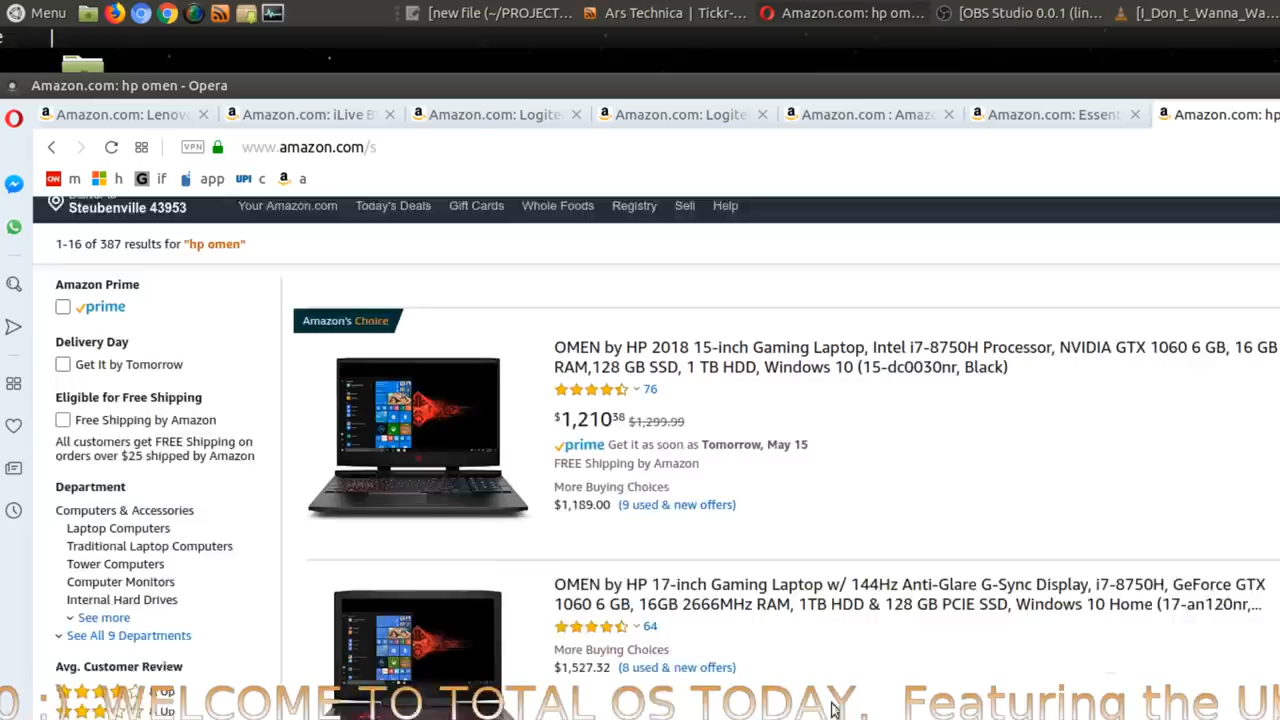 Menu [new file (~/PROJECT... Ars Technica | Tickr-... Amazon.com: hp om... [OBS Studio 0.0.1 (lin... [I_Don_t_Wanna_Wa...
Amazon.com: hp omen - Opera
Amazon.com: Lenov Amazon.com: iLive B Amazon.com: Logite Amazon.com: Logite Amazon.com : Amaz Amazon.com: Essent Amazon.com: hp
VPN www.amazon.com/s
CNN m h G if app UPI c a a
Steubenville 43953 Your Amazon.com Today's Deals Gift Cards Whole Foods Registry Sell Help
1-16 of 387 results for "hp omen"
Amazon Prime
prime
Delivery Day
Get It by Tomorrow
Eligible for Free Shipping
Free Shipping by Amazon
All customers get FREE Shipping on
orders over $25 shipped by Amazon
Department
Computers & Accessories
Laptop Computers
Traditional Laptop Computers
Tower Computers
Computer Monitors
Internal Hard Drives
See more
See All 9 Departments
Avg. Customer Review
& Up
& Up
Amazon's Choice
OMEN by HP 2018 15-inch Gaming Laptop, Intel i7-8750H Processor, NVIDIA GTX 1060 6 GB, 16 GB
RAM,128 GB SSD, 1 TB HDD, Windows 10 (15-dc0030nr, Black)
76
$1,210 38 $1,299.99
prime Get it as soon as Tomorrow, May 15
FREE Shipping by Amazon
More Buying Choices
$1,189.00 (9 used & new offers)
OMEN by HP 17-inch Gaming Laptop w/ 144Hz Anti-Glare G-Sync Display, i7-8750H, GeForce GTX
1060 6 GB, 16GB 2666MHz RAM, 1TB HDD & 128 GB PCIE SSD, Windows 10 Home (17-an120nr,...
64
More Buying Choices
$1,527.32 (8 used & new offers)
0 : WELCOME TO TOTAL OS TODAY. Featuring the Ul